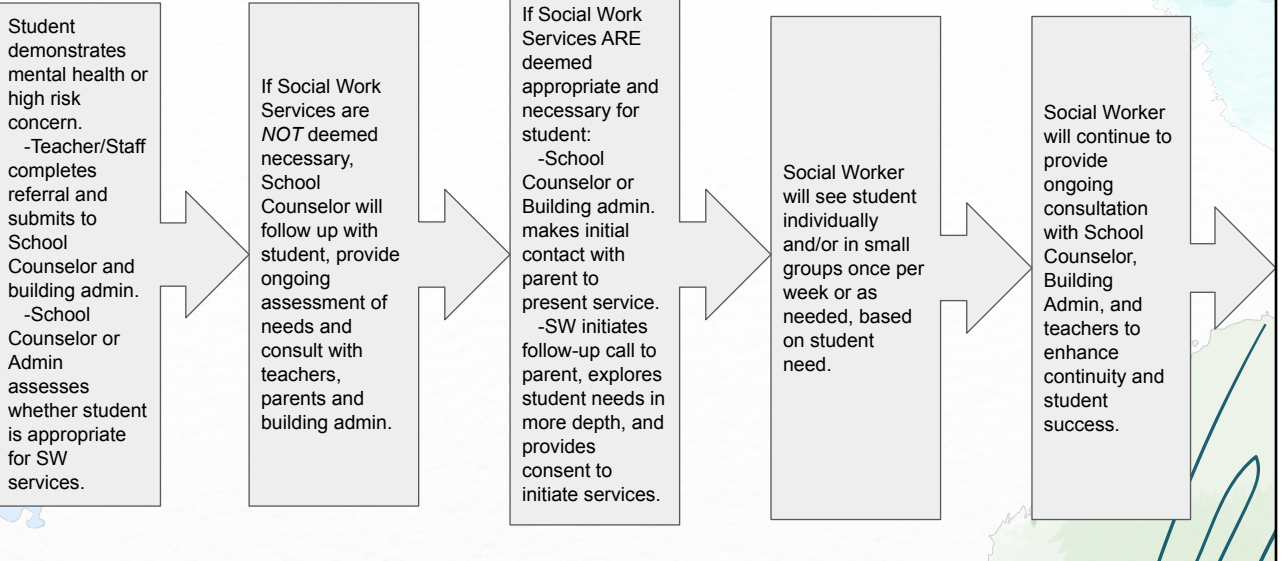 Student
demonstrates
mental health or
high risk
concern.
-Teacher/Staff
completes
referral and
submits to
School
Counselor and
building admin.
-School
Counselor or
Admin
assesses
whether student
is appropriate
for SW
services.
If Social Work
Services are
NOT deemed
necessary,
School
Counselor will
follow up with
student, provide
ongoing
assessment of
needs and
consult with
teachers,
parents and
building admin.
If Social Work
Services ARE
deemed
appropriate and
necessary for
student:
-School
Counselor or
Building admin.
makes initial
contact with
parent to
present service.
-SW initiates
follow-up call to
parent, explores
student needs in
more depth, and
provides
consent to
initiate services.
Social Worker
will see student
individually
and/or in small
groups once per
week or as
needed, based
on student
need.
Social Worker
will continue to
provide
ongoing
consultation
with School
Counselor,
Building
Admin, and
teachers to
enhance
continuity and
student
success.